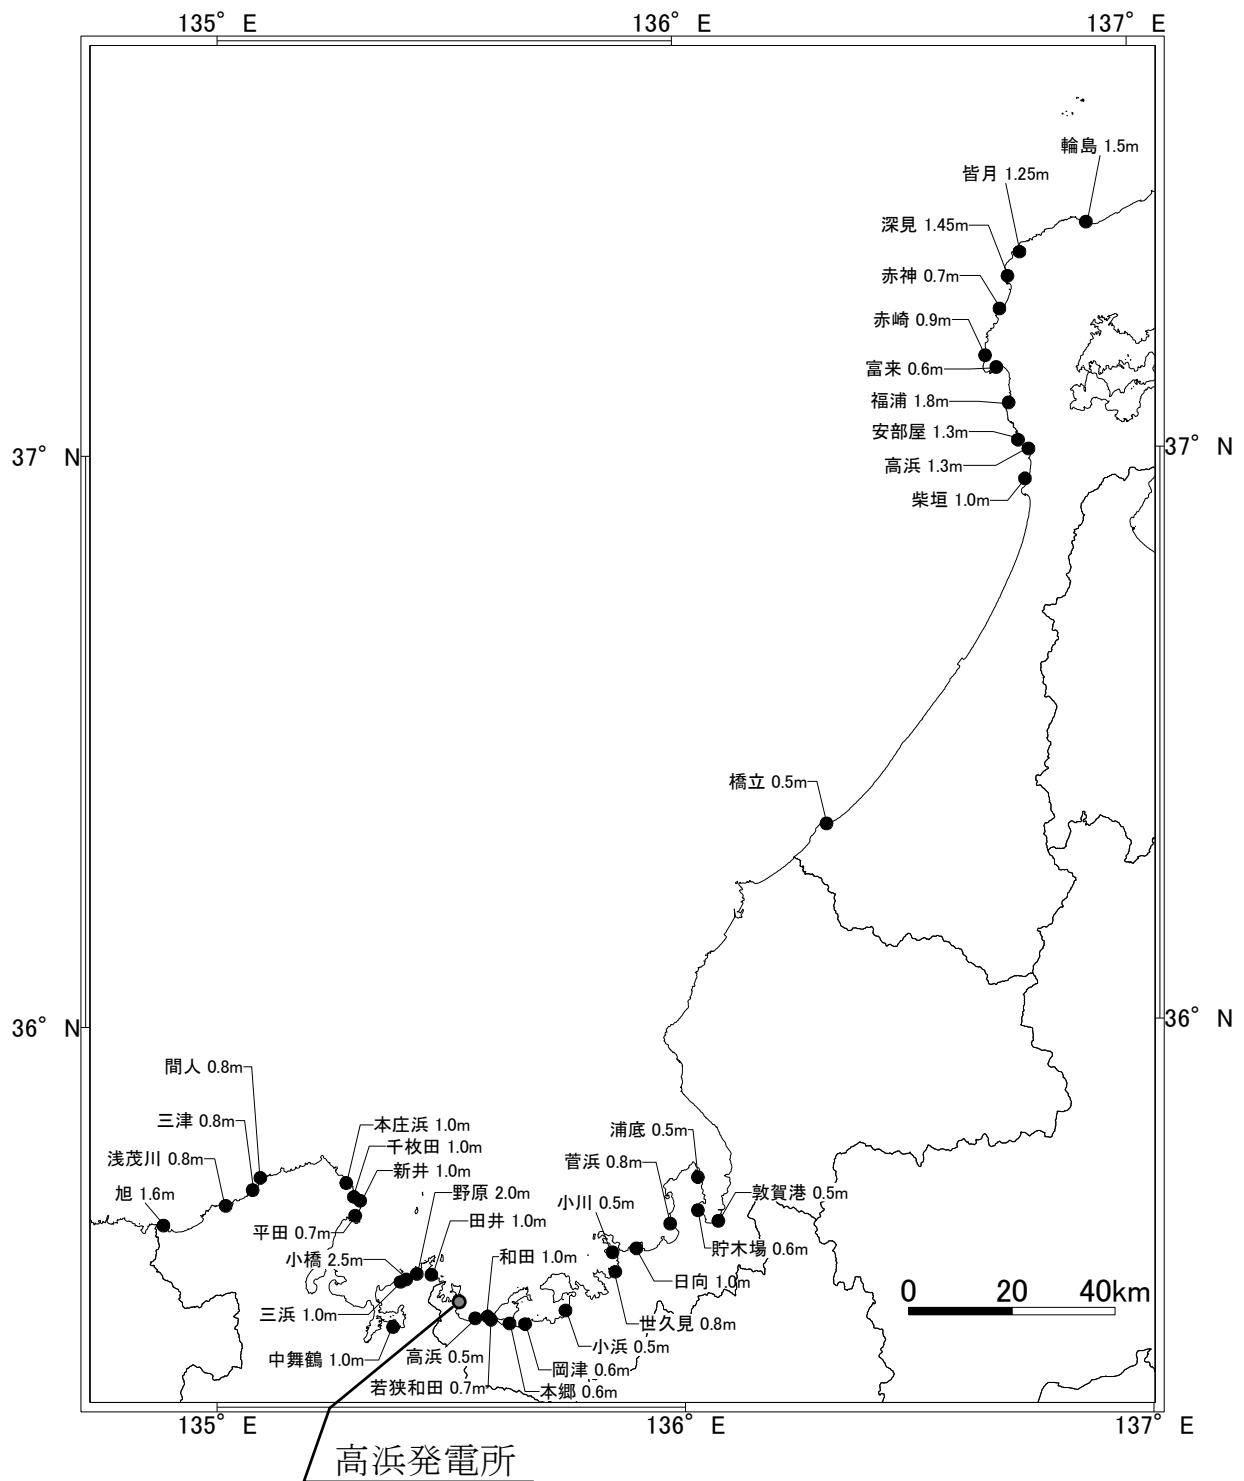 135° E 136° E 137° E
輪島 1.5m
皆月 1.25m
深見 1.45m
赤神 0.7m
赤崎 0.9m
富来 0.6m
福浦 1.8m
安部屋 1.3m
37° N 37° N
高浜 1.3m
柴垣 1.0m
橋立 0.5m
36° N 36° N
間人 0.8m
三津 0.8m
本庄浜 1.0m
千枚田 1.0m
浅茂川 0.8m
新井 1.0m
浦底 0.5m
菅浜 0.8m
旭 1.6m
野原 2.0m
敦賀港 0.5m
小川 0.5m
平田 0.7m
田井 1.0m
貯木場 0.6m
小橋 2.5m
和田 1.0m
日向 1.0m
0 20 40km
三浜 1.0m
世久見 0.8m
小浜 0.5m
中舞鶴 1.0m
高浜 0.5m
岡津 0.6m
若狭和田 0.7m
本郷 0.6m
135° E 136° E 137° E
高浜発電所